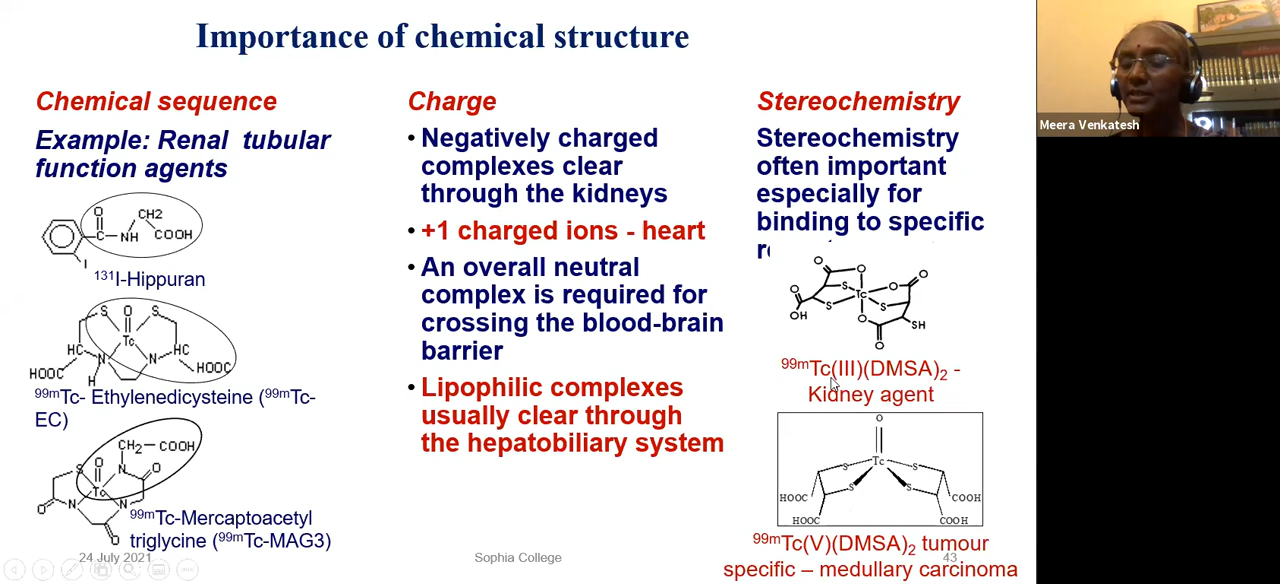 Importance of chemical structure
Chemical sequence
Example: Renal tubular
function agents
O
CH2
C
NH
COOH
I
131I-Hippuran
S
O
S
Tc
HC
N
N
HC
HOOC
H
HOOC
99mTc- Ethylenedicysteine (99mTc-
EC)
CH2—COOH
S
O
N
O
Tc
O
N
N
O
99mTc-Mercaptoacetyl
triglycine (99mTc-MAG3)
Charge
• Negatively charged
complexes clear
through the kidneys
• +1 charged ions - heart
• An overall neutral
complex is required for
crossing the blood-brain
barrier
• Lipophilic complexes
usually clear through
the hepatobiliary system
Stereochemistry
Stereochemistry
often important
especially for
binding to specific
O
O
O
S
O
Tc
O
S
S
OH
O
SH
O
99mTc(III)(DMSA)2 -
Kidney agent
O
Tc
S
S
S
S
HOOC
COOH
HOOC
COOH
99mTc(V)(DMSA)2 tumour
specific – medullary carcinoma
24 July 2021
Sophia College
43
Meera Venkatesh